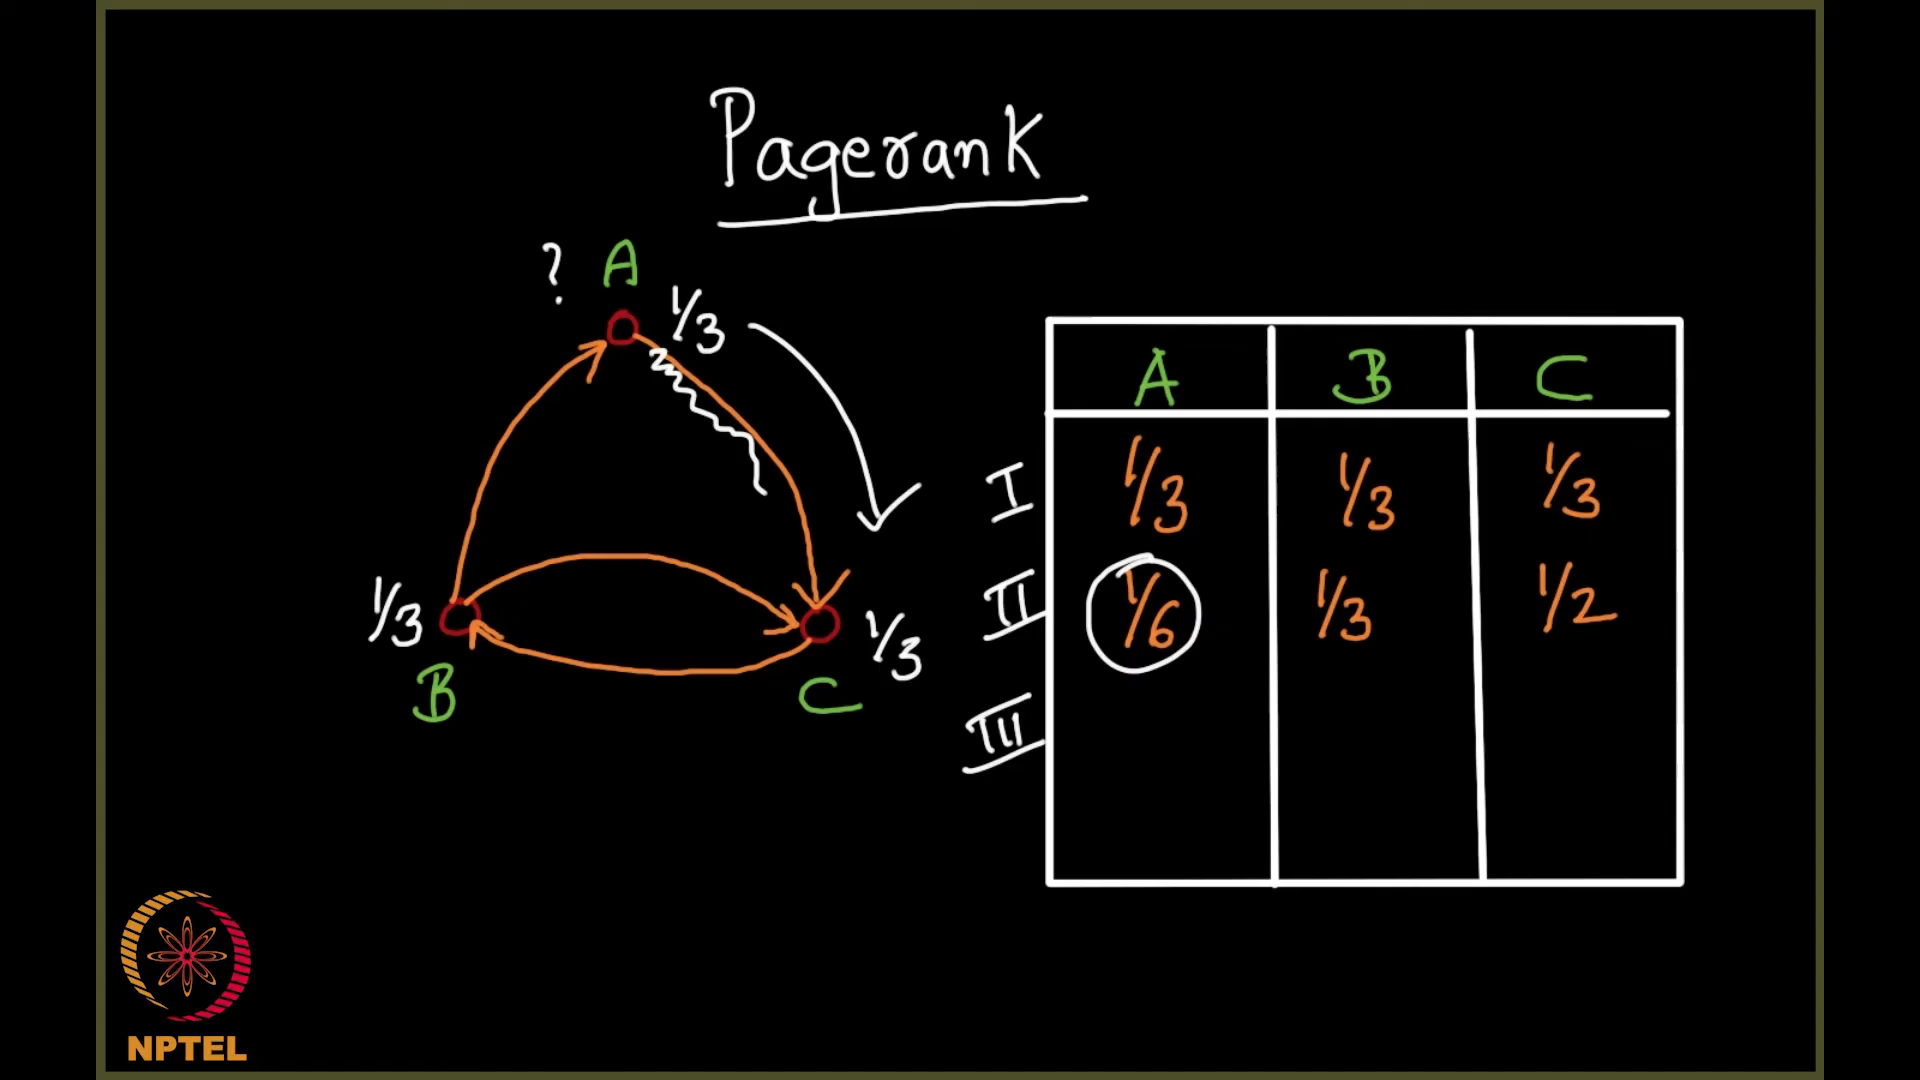 Pagerank
? A
1/3
1/3
B
C
1/3
A B C
I 1/3 1/3 1/3
II 1/6 1/3 1/2
III
NPTEL